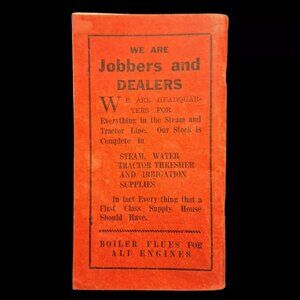 WE ARE
Jobbers and
DEALERS
WE ARE HEADQUAR-
TERS FOR
Everything in the Steam and
Tractor Line. Our Stock is
Complete in
STEAM, WATER
TRACTOR THRESHER
AND IRRIGATION
SUPPLIES
In fact Every thing that a
First Class Supply House
Should Have.
BOILER FLUES FOR
ALL ENGINES